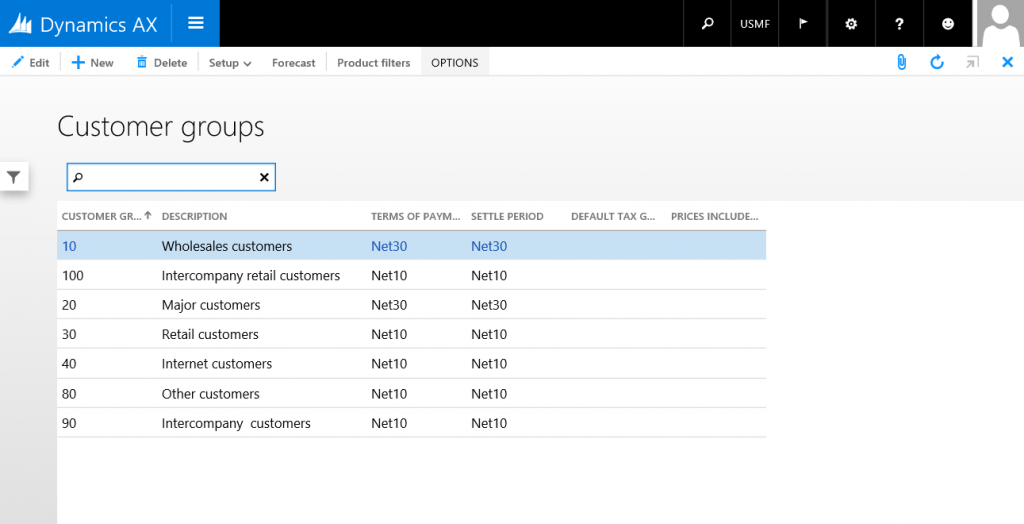 Dynamics AX USMF ?
Edit New Delete Setup Forecast Product filters OPTIONS
Customer groups
CUSTOMER GR... DESCRIPTION TERMS OF PAYM... SETTLE PERIOD DEFAULT TAX G... PRICES INCLUDE...
10 Wholesales customers Net30 Net30
100 Intercompany retail customers Net10 Net10
20 Major customers Net30 Net30
30 Retail customers Net10 Net10
40 Internet customers Net10 Net10
80 Other customers Net10 Net10
90 Intercompany  customers Net10 Net10